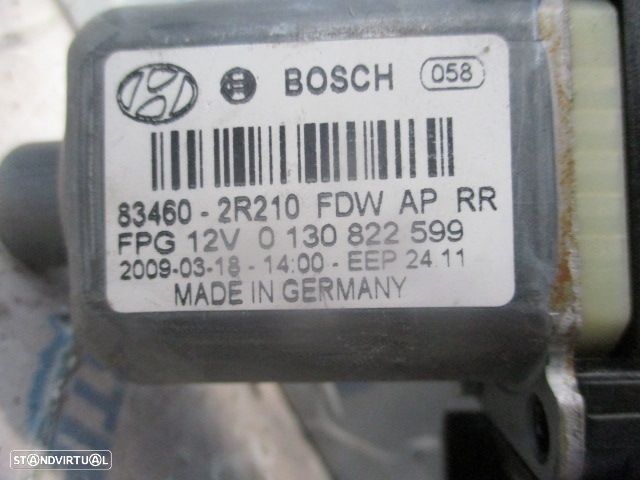 BOSCH 058
83460-2R210 FDW AP RR
FPG 12V 0 130 822 599
2009-03-18 - 14:00 - EEP 24.11
MADE IN GERMANY
STANDVIRTUAL